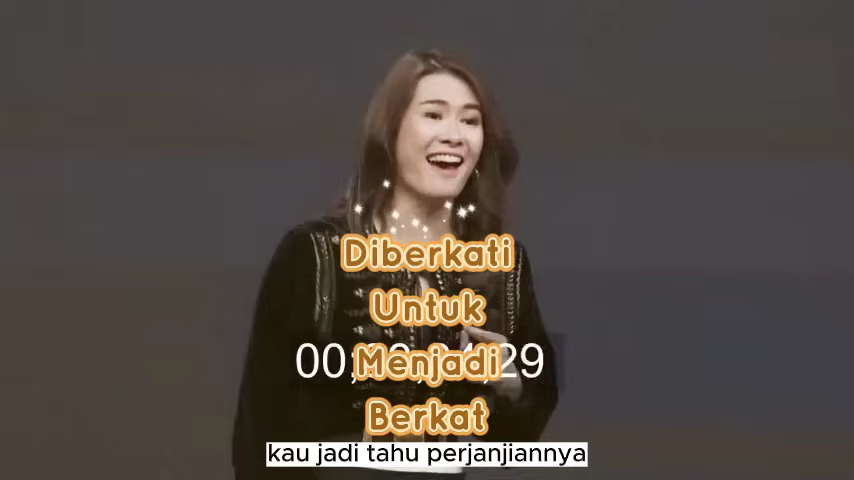 Diberkati
Untuk
Menjadi
Berkat
kau jadi tahu perjanjiannya